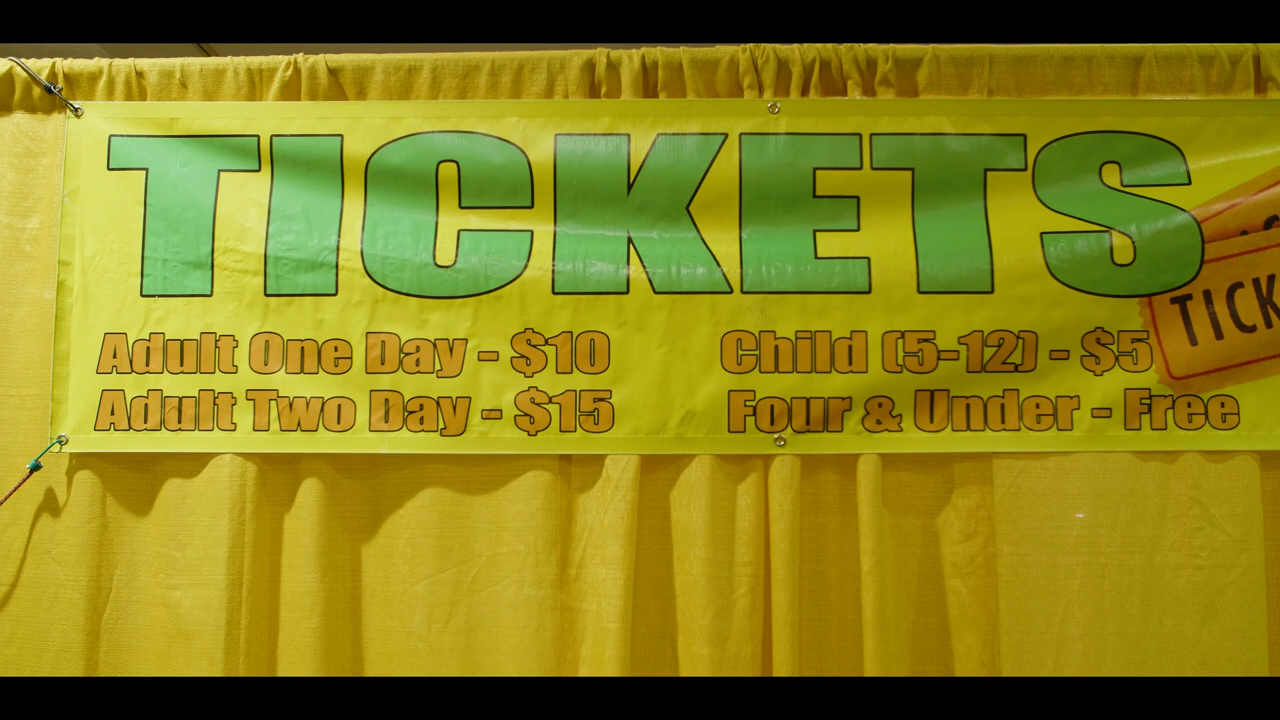 TICKETS
Adult One Day - $10
Adult Two Day - $15
Child (5-12) - $5
Four & Under - Free
TICK